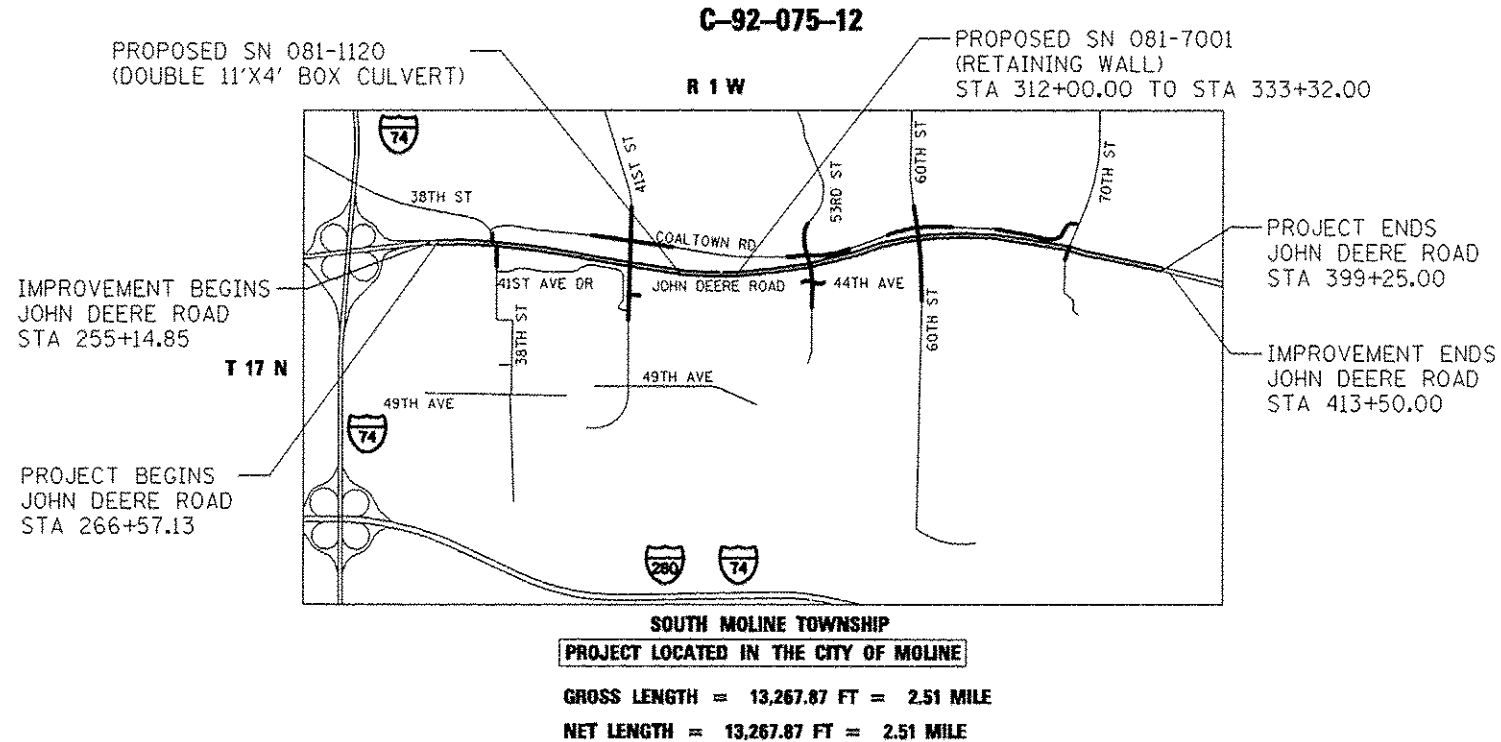 C-92-075-12
PROPOSED SN 081-1120
(DOUBLE 11'X4' BOX CULVERT)
PROPOSED SN 081-7001
(RETAINING WALL)
STA 312+00.00 TO STA 333+32.00
R 1 W
74
38TH ST
41ST ST
53RD ST
60TH ST
70TH ST
COALTOWN RD
41ST AVE DR
JOHN DEERE ROAD
44TH AVE
38TH ST
60TH ST
49TH AVE
49TH AVE
IMPROVEMENT BEGINS
JOHN DEERE ROAD
STA 255+14.85
T 17 N
74
PROJECT BEGINS
JOHN DEERE ROAD
STA 266+57.13
PROJECT ENDS
JOHN DEERE ROAD
STA 399+25.00
IMPROVEMENT ENDS
JOHN DEERE ROAD
STA 413+50.00
280
74
SOUTH MOLINE TOWNSHIP
PROJECT LOCATED IN THE CITY OF MOLINE
GROSS LENGTH = 13,267.87 FT = 2.51 MILE
NET LENGTH = 13,267.87 FT = 2.51 MILE